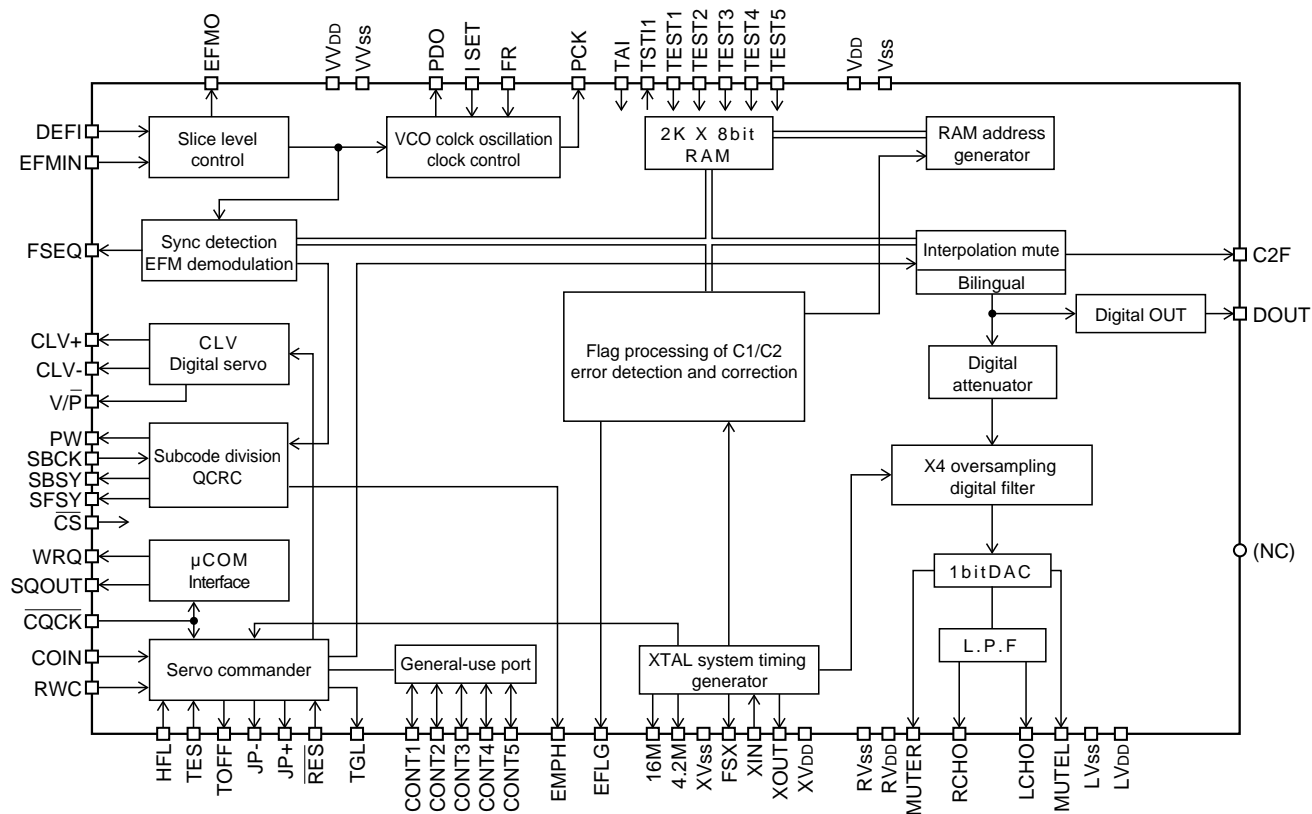 EFMO
VVDD
VVss
PDO
I SET
FR
PCK
TAI
TSTI1
TEST1
TEST2
TEST3
TEST4
TEST5
VDD
Vss
DEFI
EFMIN
Slice level
control
VCO colck oscillation
clock control
2K X 8bit
RAM
RAM address
generator
FSEQ
Sync detection
EFM demodulation
Interpolation mute
Bilingual
C2F
Digital OUT
DOUT
CLV+
CLV-
V/P̅
CLV
Digital servo
Flag processing of C1/C2
error detection and correction
Digital
attenuator
PW
SBCK
SBSY
SFSY
C̅S̅
Subcode division
QCRC
X4 oversampling
digital filter
WRQ
SQOUT
C̅Q̅C̅K̅
µCOM
Interface
1bitDAC
(NC)
COIN
RWC
Servo commander
General-use port
XTAL system timing
generator
L.P.F
HFL
TES
TOFF
JP-
JP+
R̅E̅S̅
TGL
CONT1
CONT2
CONT3
CONT4
CONT5
EMPH
EFLG
16M
4.2M
XVss
FSX
XIN
XOUT
XVDD
RVss
RVDD
MUTER
RCHO
LCHO
MUTEL
LVss
LVDD